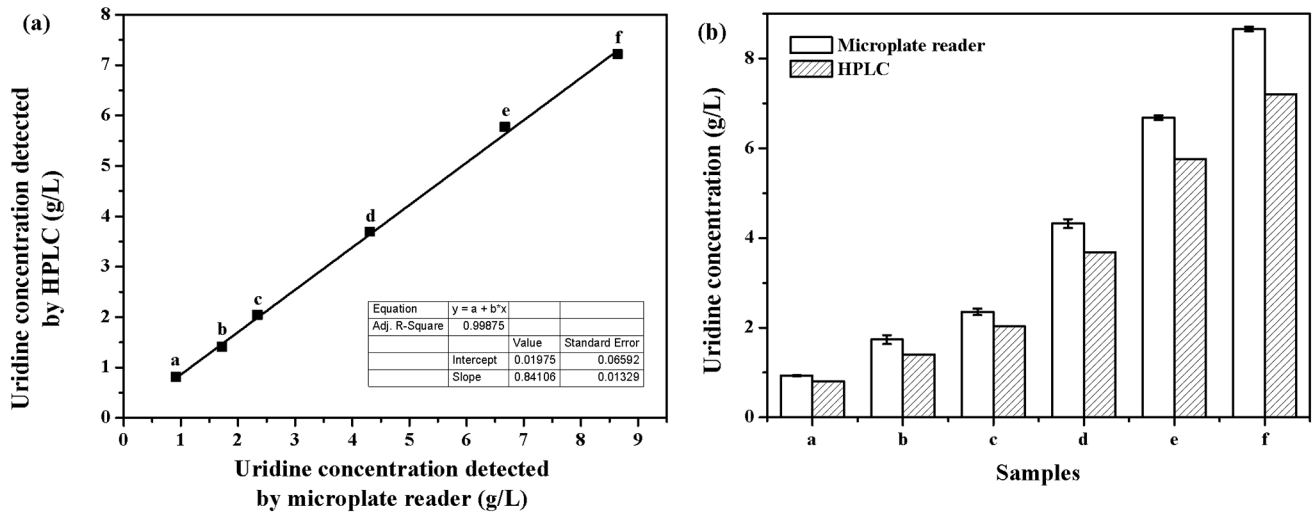 (a)
Uridine concentration detected
by HPLC (g/L)
8
7
6
5
4
3
2
1
0
a
b
c
d
e
f
Equation y = a + b*x
Adj. R-Square 0.99875
Value Standard Error
Intercept 0.01975 0.06592
Slope 0.84106 0.01329
0 1 2 3 4 5 6 7 8 9
Uridine concentration detected
by microplate reader (g/L)
(b)
Uridine concentration (g/L)
8
6
4
2
0
Microplate reader
HPLC
a b c d e f
Samples